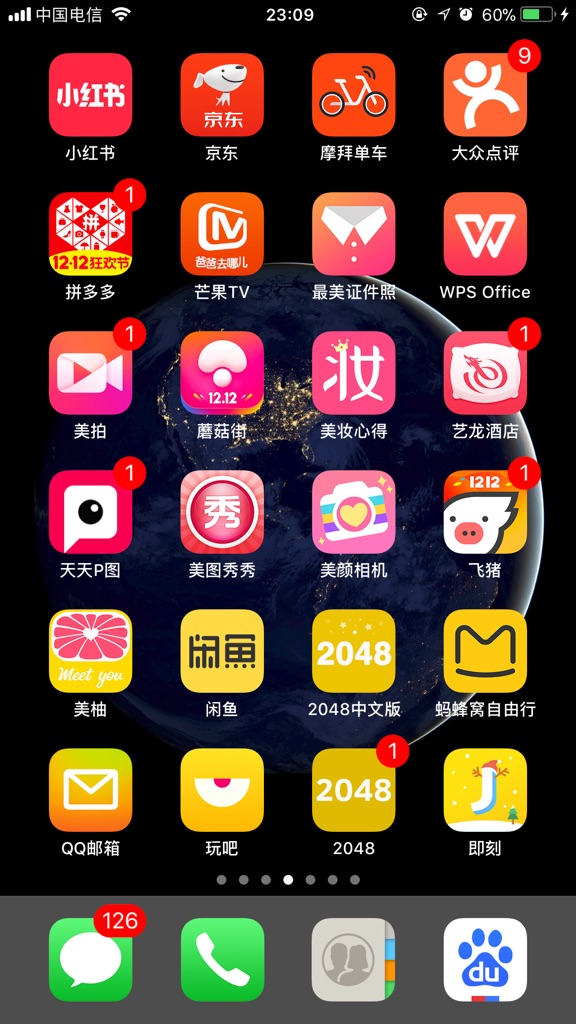 中国电信 23:09 60%
小红书 京东 9
小红书 京东 摩拜单车 大众点评
拼 1
12·12狂欢节 爸爸去哪儿
拼多多 芒果TV 最美证件照 WPS Office
1 12.12 妆 1
美拍 蘑菇街 美妆心得 艺龙酒店
1 秀 1212 1
天天P图 美图秀秀 美颜相机 飞猪
Meet you 闲鱼 2048
美柚 闲鱼 2048中文版 蚂蜂窝自由行
2048 1
QQ邮箱 玩吧 2048 即刻
126 du